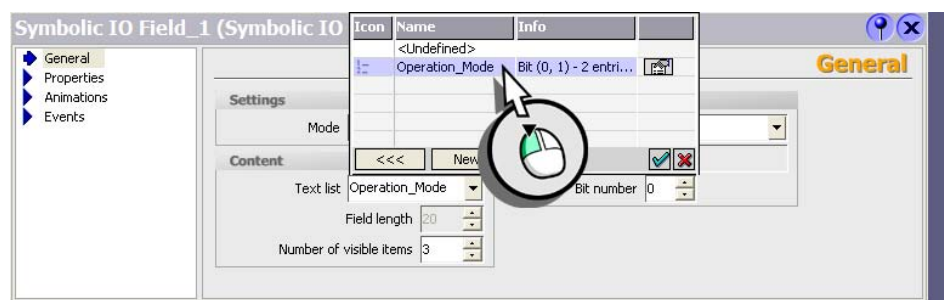 Symbolic IO Field_1 (Symbolic IO
Icon Name Info
<Undefined>
Operation_Mode Bit (0, 1) - 2 entri...
General
Properties
Animations
Events
General
Settings
Mode
<<< New
Content
Text list Operation_Mode Bit number 0
Field length 20
Number of visible items 3